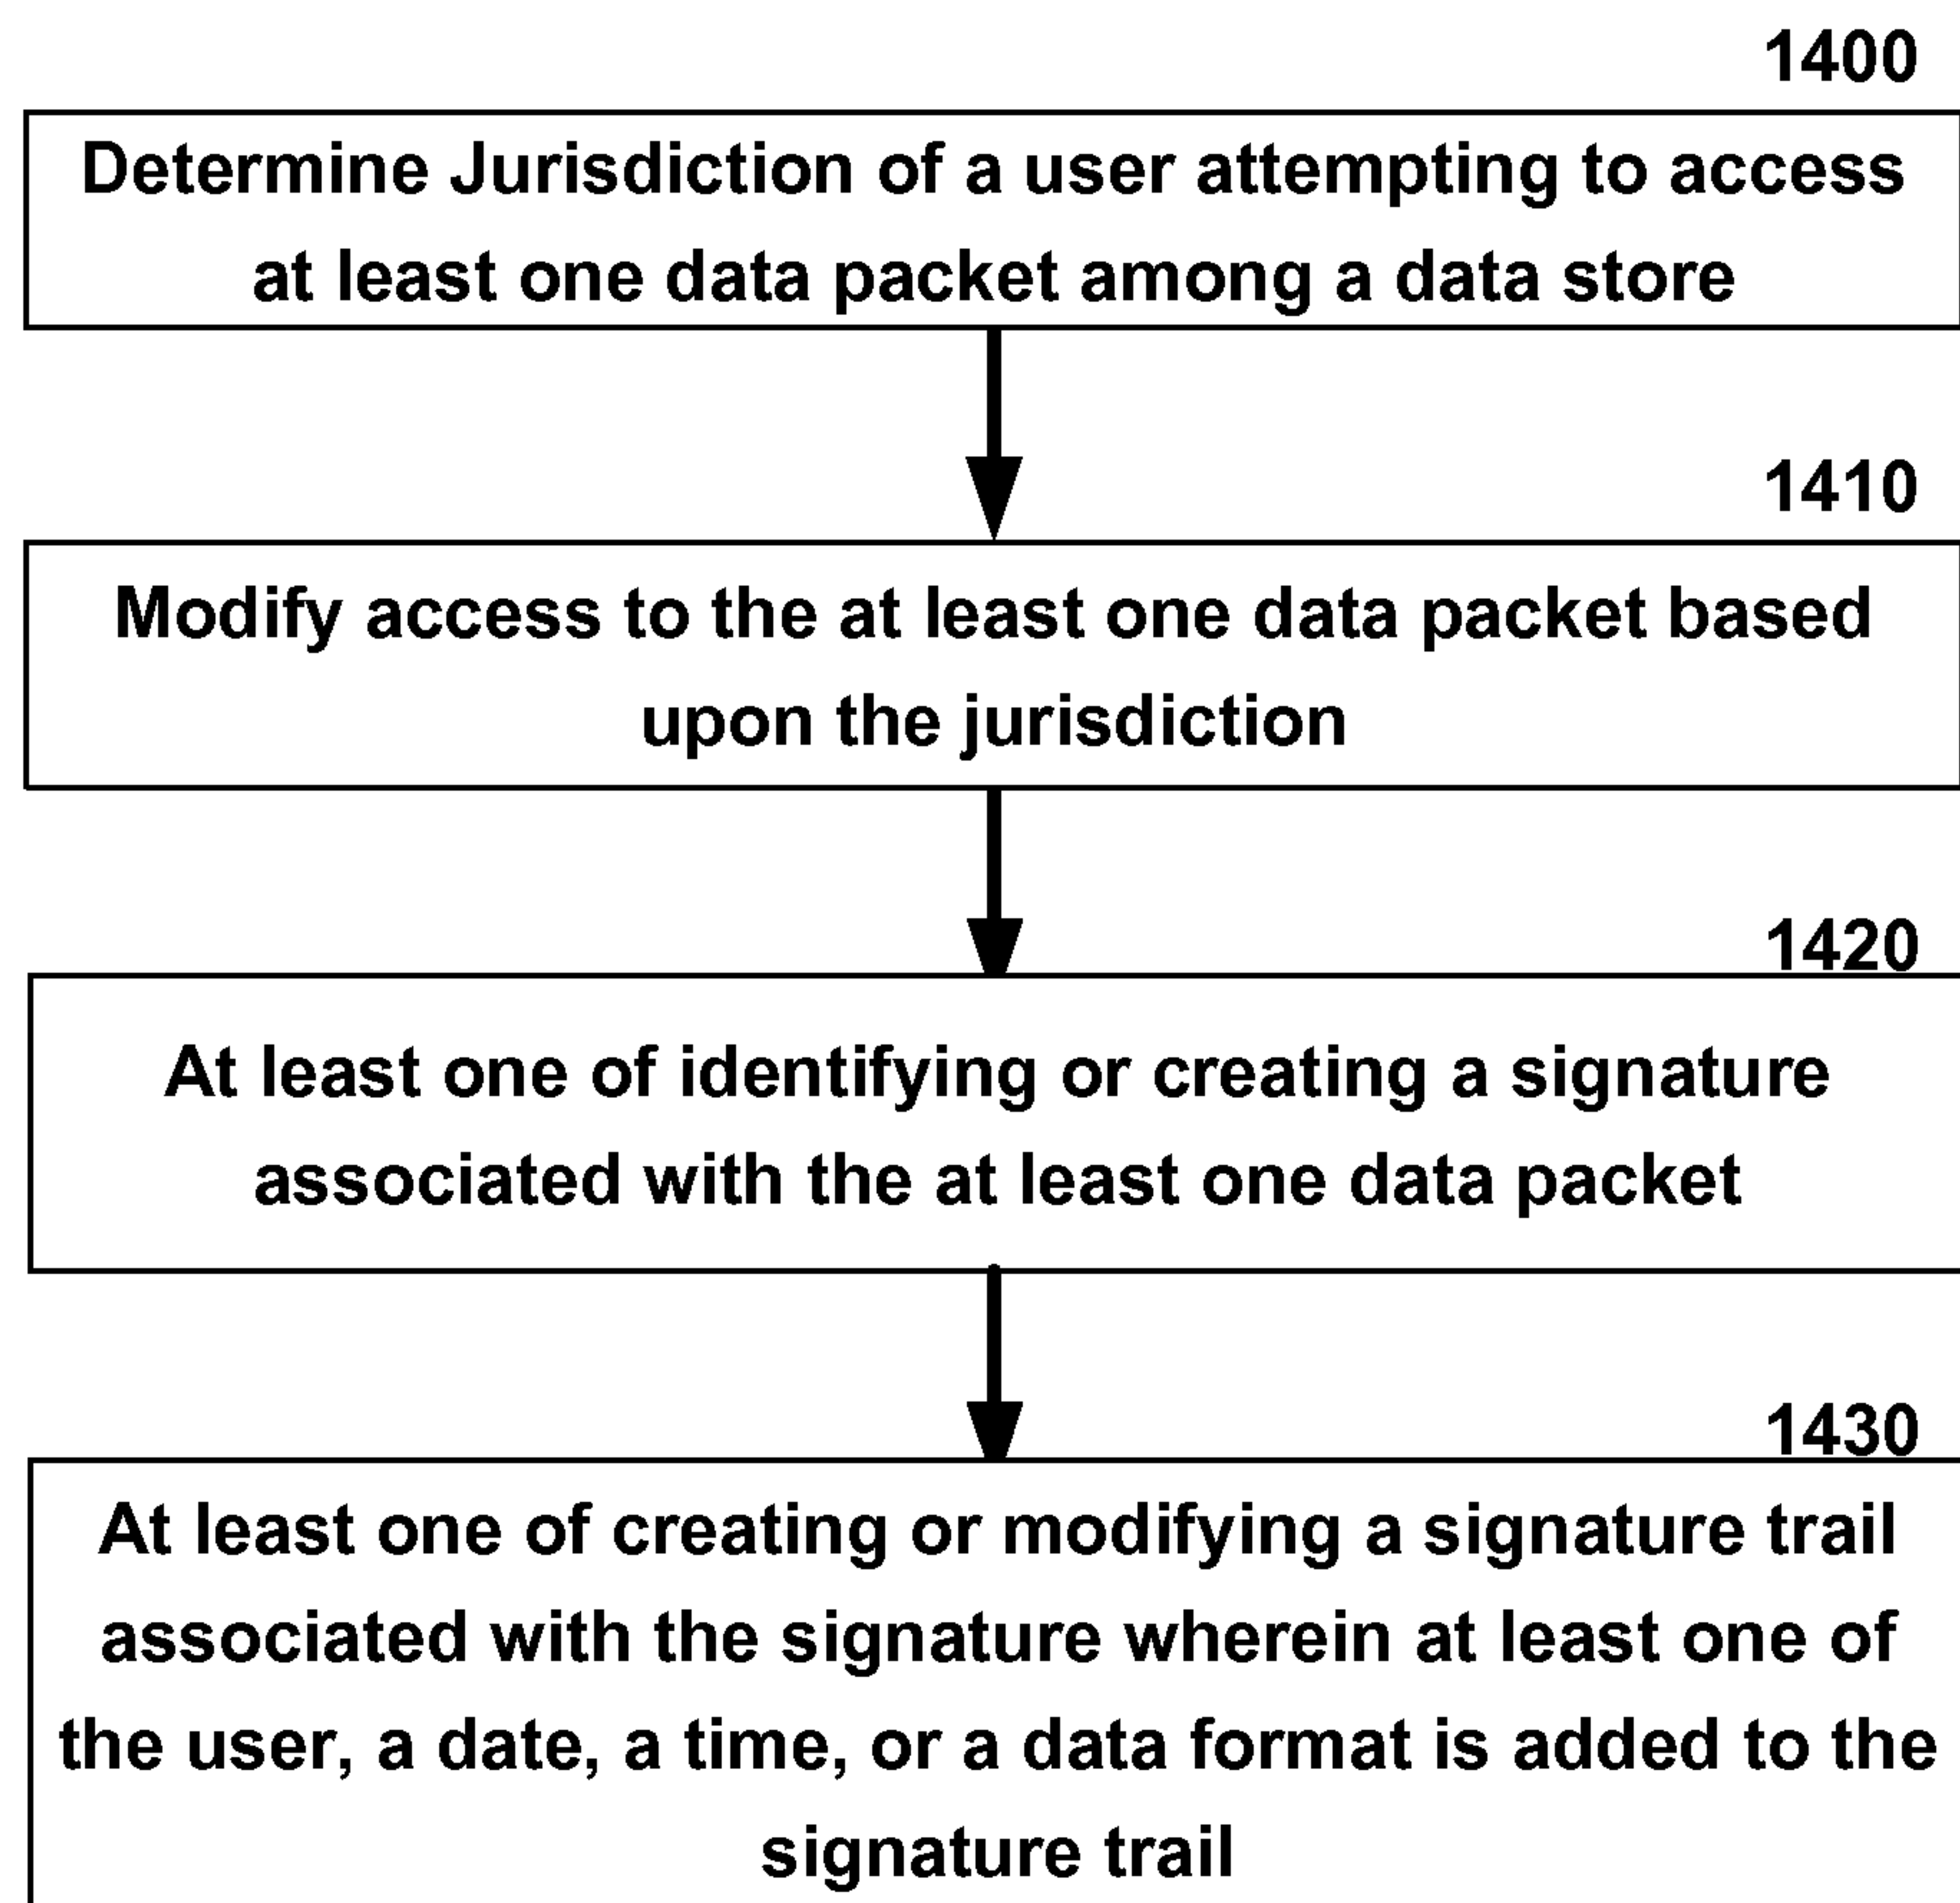 1400
Determine Jurisdiction of a user attempting to access
at least one data packet among a data store
1410
Modify access to the at least one data packet based
upon the jurisdiction
1420
At least one of identifying or creating a signature
associated with the at least one data packet
1430
At least one of creating or modifying a signature trail
associated with the signature wherein at least one of
the user, a date, a time, or a data format is added to the
signature trail